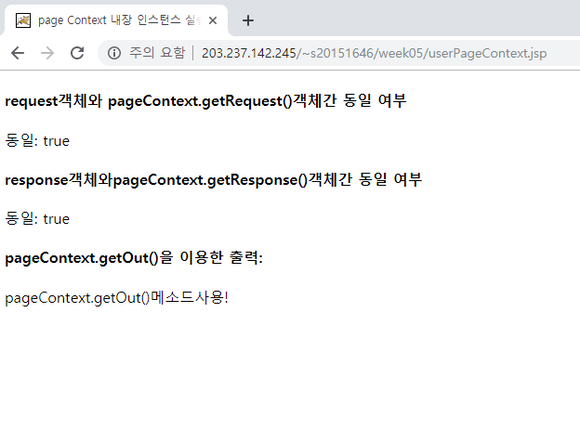 page Context 내장 인스턴스
주의 요함
203.237.142.245/~s20151646/week05/userPageContext.jsp
request객체와 pageContext.getRequest()객체간 동일 여부
동일: true
response객체와pageContext.getResponse()객체간 동일 여부
동일: true
pageContext.getOut()을 이용한 출력:
pageContext.getOut()메소드사용!